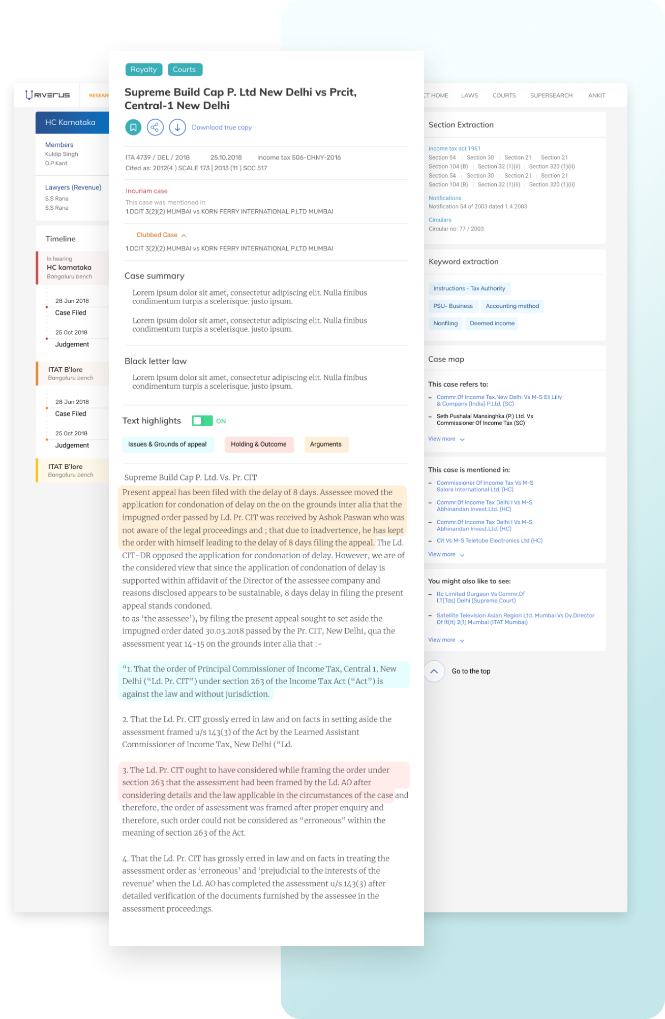 RIVERUS
RESEAR
CT HOME LAWS COURTS SUPERSEARCH ANKIT
HC Karnataka
Members
Kuldip Singh
O.P Kant
Lawyers (Revenue)
S.S Rana
S.S Rana
Timeline
In hearing
HC karnataka
Bangaluru bench
28 Jun 2018
Case Filed
25 Oct 2018
Judgement
ITAT B'lore
Bangaluru bench
28 Jun 2018
Case Filed
25 Oct 2018
Judgement
ITAT B'lore
Bangaluru bench
Royalty Courts
Supreme Build Cap P. Ltd New Delhi vs Prcit,
Central-1 New Delhi
Download true copy
ITA 4739 / DEL / 2018 25.10.2018 Income tax 506-CHNY-2016
Cited as: 2012(4 ) SCALE 173 | 2013 (11 ) SCC 517
Incuriam case
This case was mentioned in
1.DCIT 3(2)(2) MUMBAI vs KORN FERRY INTERNATIONAL P.LTD MUMBAI
Clubbed Case
1.DCIT 3(2)(2) MUMBAI vs KORN FERRY INTERNATIONAL P.LTD MUMBAI
Case summary
Lorem ipsum dolor sit amet, consectetur adipiscing elit. Nulla finibus
condimentum turpis a scelerisque. justo ipsum.
Lorem ipsum dolor sit amet, consectetur adipiscing elit. Nulla finibus
condimentum turpis a scelerisque. justo ipsum.
Black letter law
Lorem ipsum dolor sit amet, consectetur adipiscing elit. Nulla finibus
condimentum turpis a scelerisque. justo ipsum.
Text highlights ON
Issues & Grounds of appeal Holding & Outcome Arguments
Supreme Build Cap P. Ltd. Vs. Pr. CIT
Present appeal has been filed with the delay of 8 days. Assessee moved the
application for condonation of delay on the on the grounds inter alia that the
impugned order passed by Ld. Pr. CIT was received by Ashok Paswan who was
not aware of the legal proceedings and ; that due to inadvertence, he has kept
the order with himself leading to the delay of 8 days filing the appeal. The Ld.
CIT-DR opposed the application for condonation of delay. However, we are of
the considered view that since the application of condonation of delay is
supported within affidavit of the Director of the assessee company and
reasons disclosed appears to be sustainable, 8 days delay in filing the present
appeal stands condoned.
to as 'the assessee'), by filing the present appeal sought to set aside the
impugned order dated 30.03.2018 passed by the Pr. CIT, New Delhi, qua the
assessment year 14-15 on the grounds inter alia that :-
"1. That the order of Principal Commissioner of Income Tax, Central 1, New
Delhi ("Ld. Pr. CIT") under section 263 of the Income Tax Act ("Act") is
against the law and without jurisdiction.
2. That the Ld. Pr. CIT grossly erred in law and on facts in setting aside the
assessment framed u/s 143(3) of the Act by the Learned Assistant
Commissioner of Income Tax, New Delhi ("Ld.
3. The Ld. Pr. CIT ought to have considered while framing the order under
section 263 that the assessment had been framed by the Ld. AO after
considering details and the law applicable in the circumstances of the case and
therefore, the order of assessment was framed after proper enquiry and
therefore, such order could not be considered as "erroneous" within the
meaning of section 263 of the Act.
4. That the Ld. Pr. CIT has grossly erred in law and on facts in treating the
assessment order as 'erroneous' and 'prejudicial to the interests of the
revenue' when the Ld. AO has completed the assessment u/s 143(3) after
detailed verification of the documents furnished by the assessee in the
assessment proceedings.
Section Extraction
Income tax act 1961
Section 54 | Section 30 | Section 21 | Section 21
Section 104 (B) | Section 32 (1)(ii) | Section 320 (1)(ii)
Section 54 | Section 30 | Section 21 | Section 21
Section 104 (B) | Section 32 (1)(ii) | Section 320 (1)(ii)
Notifications
Notification 54 of 2003 dated 1.4.2003
Circulars
Circular no: 77 / 2003
Keyword extraction
Instructions - Tax Authority
PSU- Business Accounting method
Nonfiling Deemed income
Case map
This case refers to:
– Commr.Of Income Tax,New Delhi Vs M-S Eli Lilly
& Company (India) P.Ltd. (SC)
– Seth Pushalal Mansinghka (P.) Ltd. Vs
Commissioner Of Income Tax (SC)
View more
This case is mentioned in:
– Commissioner Of Income Tax Vs M-S
Salora International Ltd. (HC)
– Commr.Of Income Tax Delhi I Vs M-S
Abhinandan Invest.Ltd. (HC)
– Commr.Of Income Tax Delhi I Vs M-S
Abhinandan Invest.Ltd. (HC)
– Cit Vs M-S Teletube Electronics Ltd (HC)
View more
You might also like to see:
– Itc Limited Gurgaon Vs Commr.Of
I.T(Tds) Delhi (Supreme Court)
– Satellite Television Asian Region Ltd. Mumbai Vs Dy.Director
Of It(It) 2(1) Mumbai (ITAT Mumbai)
View more
Go to the top